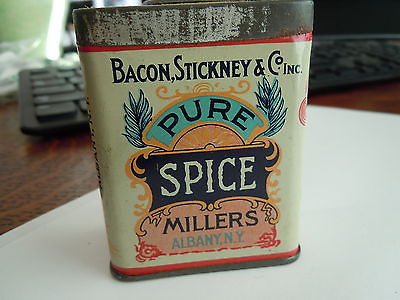 BACON, STICKNEY & CO. INC.
PURE
SPICE
MILLERS
ALBANY, N.Y.